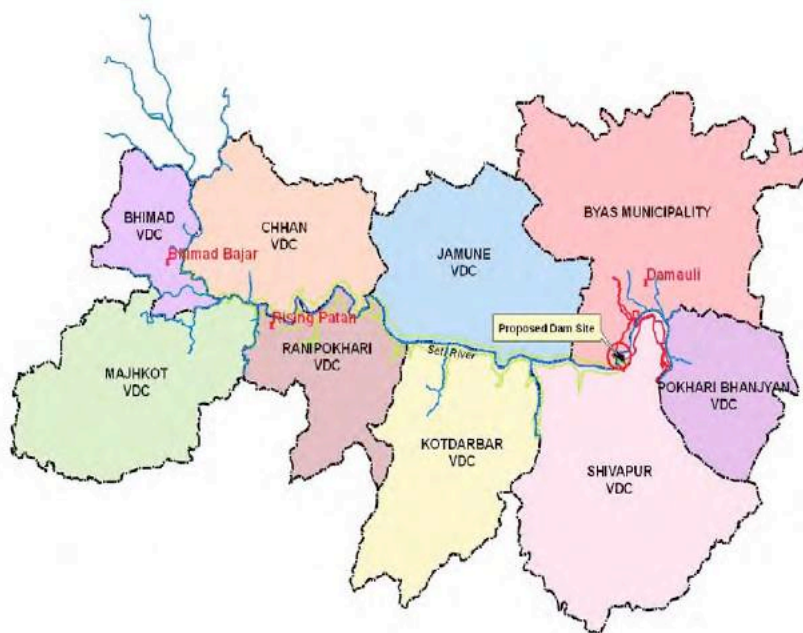 BYAS MUNICIPALITY
BHIMAD
VDC
CHHAN
VDC
Bhimad Bajar
JAMUNE
VDC
Damauli
Rising Patan
Proposed Dam Site
RANIPOKHARI
VDC
Seti River
MAJHKOT
VDC
POKHARI BHANJYAN
VDC
KOTDARBAR
VDC
SHIVAPUR
VDC